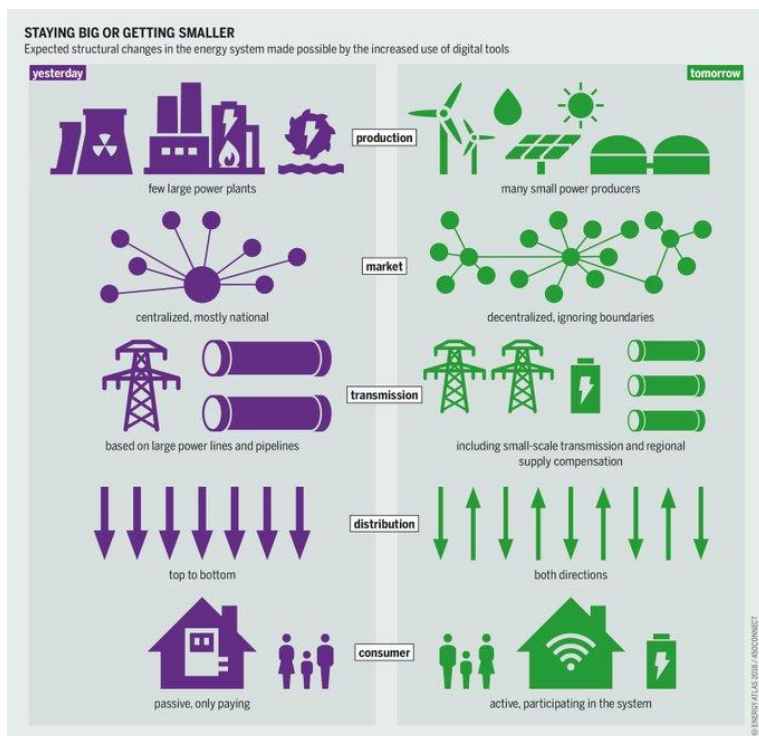 STAYING BIG OR GETTING SMALLER
Expected structural changes in the energy system made possible by the increased use of digital tools
yesterday
tomorrow
production
few large power plants
many small power producers
market
centralized, mostly national
decentralized, ignoring boundaries
transmission
based on large power lines and pipelines
including small-scale transmission and regional
supply compensation
distribution
top to bottom
both directions
consumer
passive, only paying
active, participating in the system
© ENERGY ATLAS 2018 / 450CONNECT